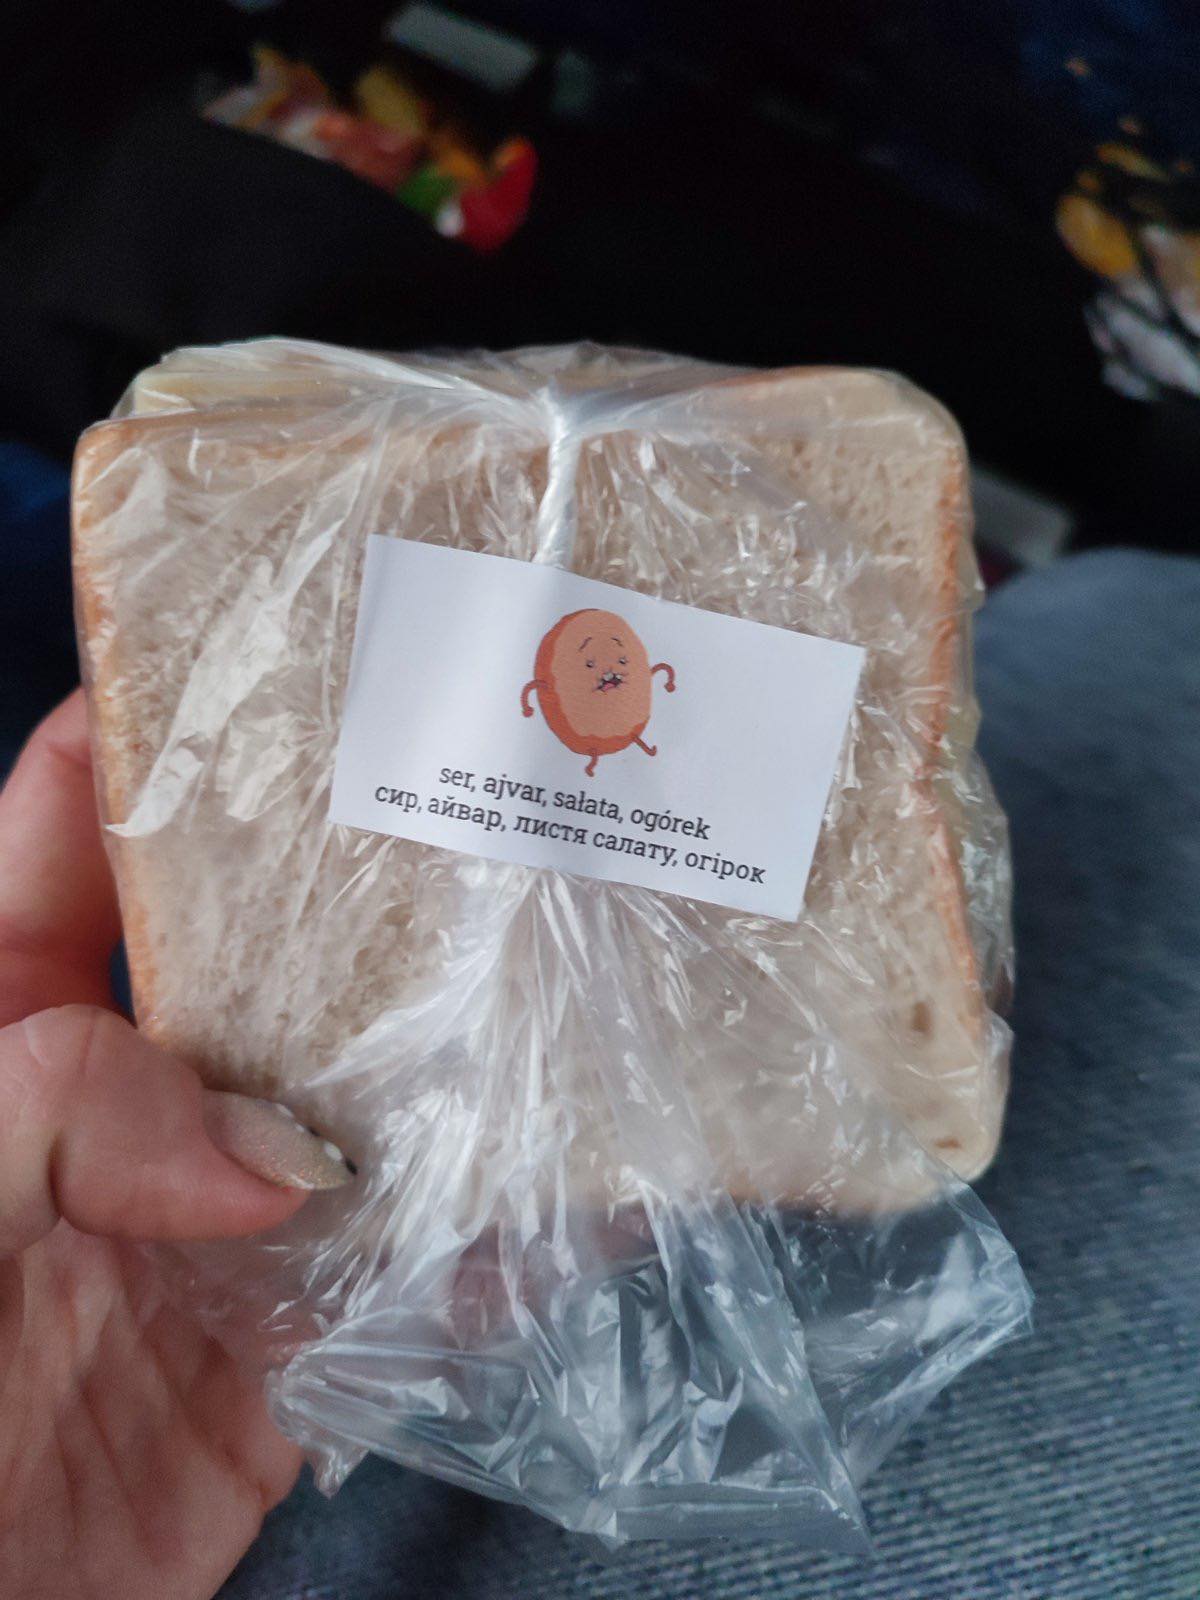 ser, ajvar, sałata, ogórek
сир, айвар, листя салату, огірок